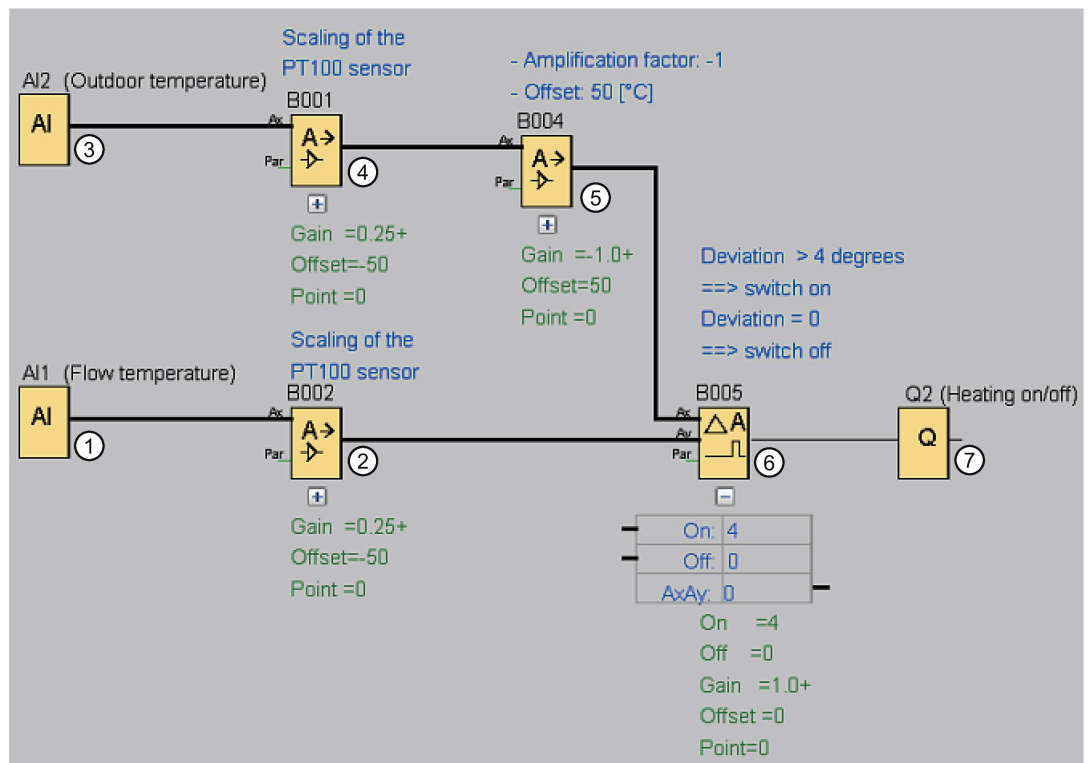 Scaling of the
PT100 sensor
- Amplification factor: -1
- Offset: 50 [°C]
AI2 (Outdoor temperature)
B001
B004
AI
3
Ax
A→
Par
4
Ax
A→
Par
5
Gain =0.25+
Offset=-50
Point =0
Gain =-1.0+
Offset=50
Point =0
Deviation > 4 degrees
==> switch on
Deviation = 0
==> switch off
Scaling of the
PT100 sensor
AI1 (Flow temperature)
B002
B005
Q2 (Heating on/off)
AI
1
Ax
A→
Par
2
Ax
Ay
Par
△A
6
Q
7
Gain =0.25+
Offset=-50
Point =0
On: 4
Off: 0
AxAy: 0
On =4
Off =0
Gain =1.0+
Offset =0
Point=0